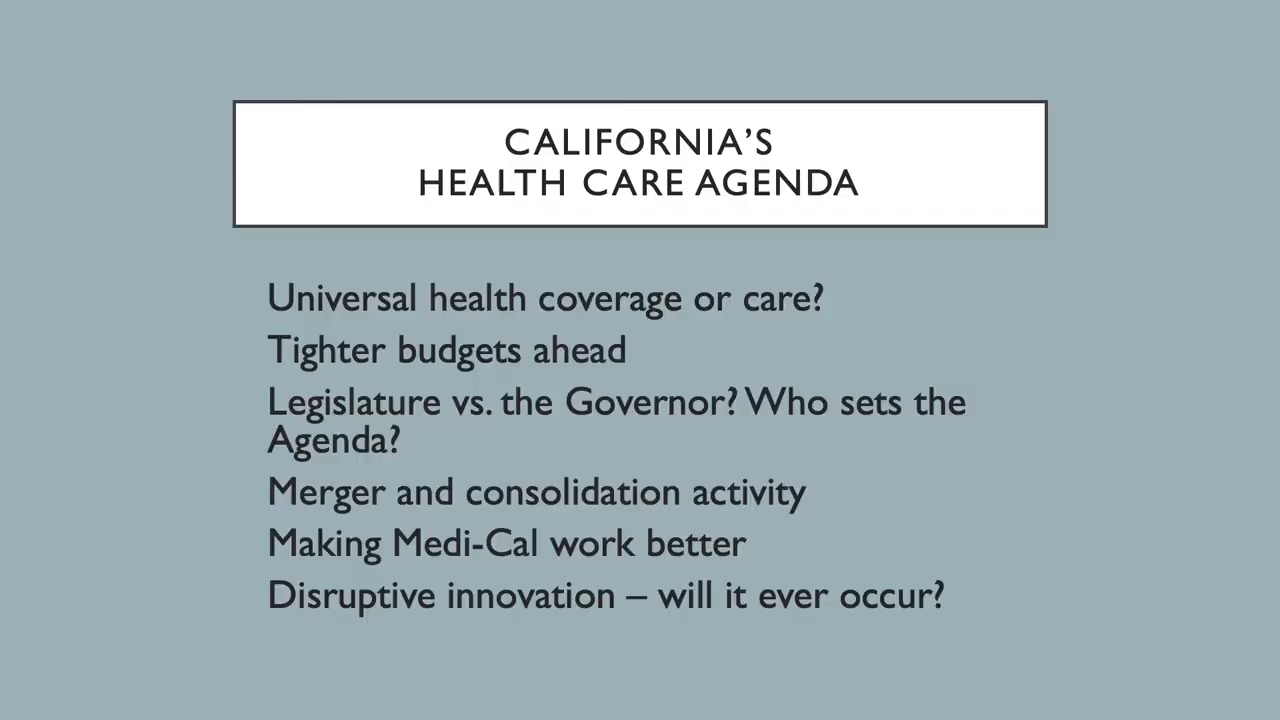 CALIFORNIA’S
HEALTH CARE AGENDA
Universal health coverage or care?
Tighter budgets ahead
Legislature vs. the Governor? Who sets the
Agenda?
Merger and consolidation activity
Making Medi-Cal work better
Disruptive innovation – will it ever occur?